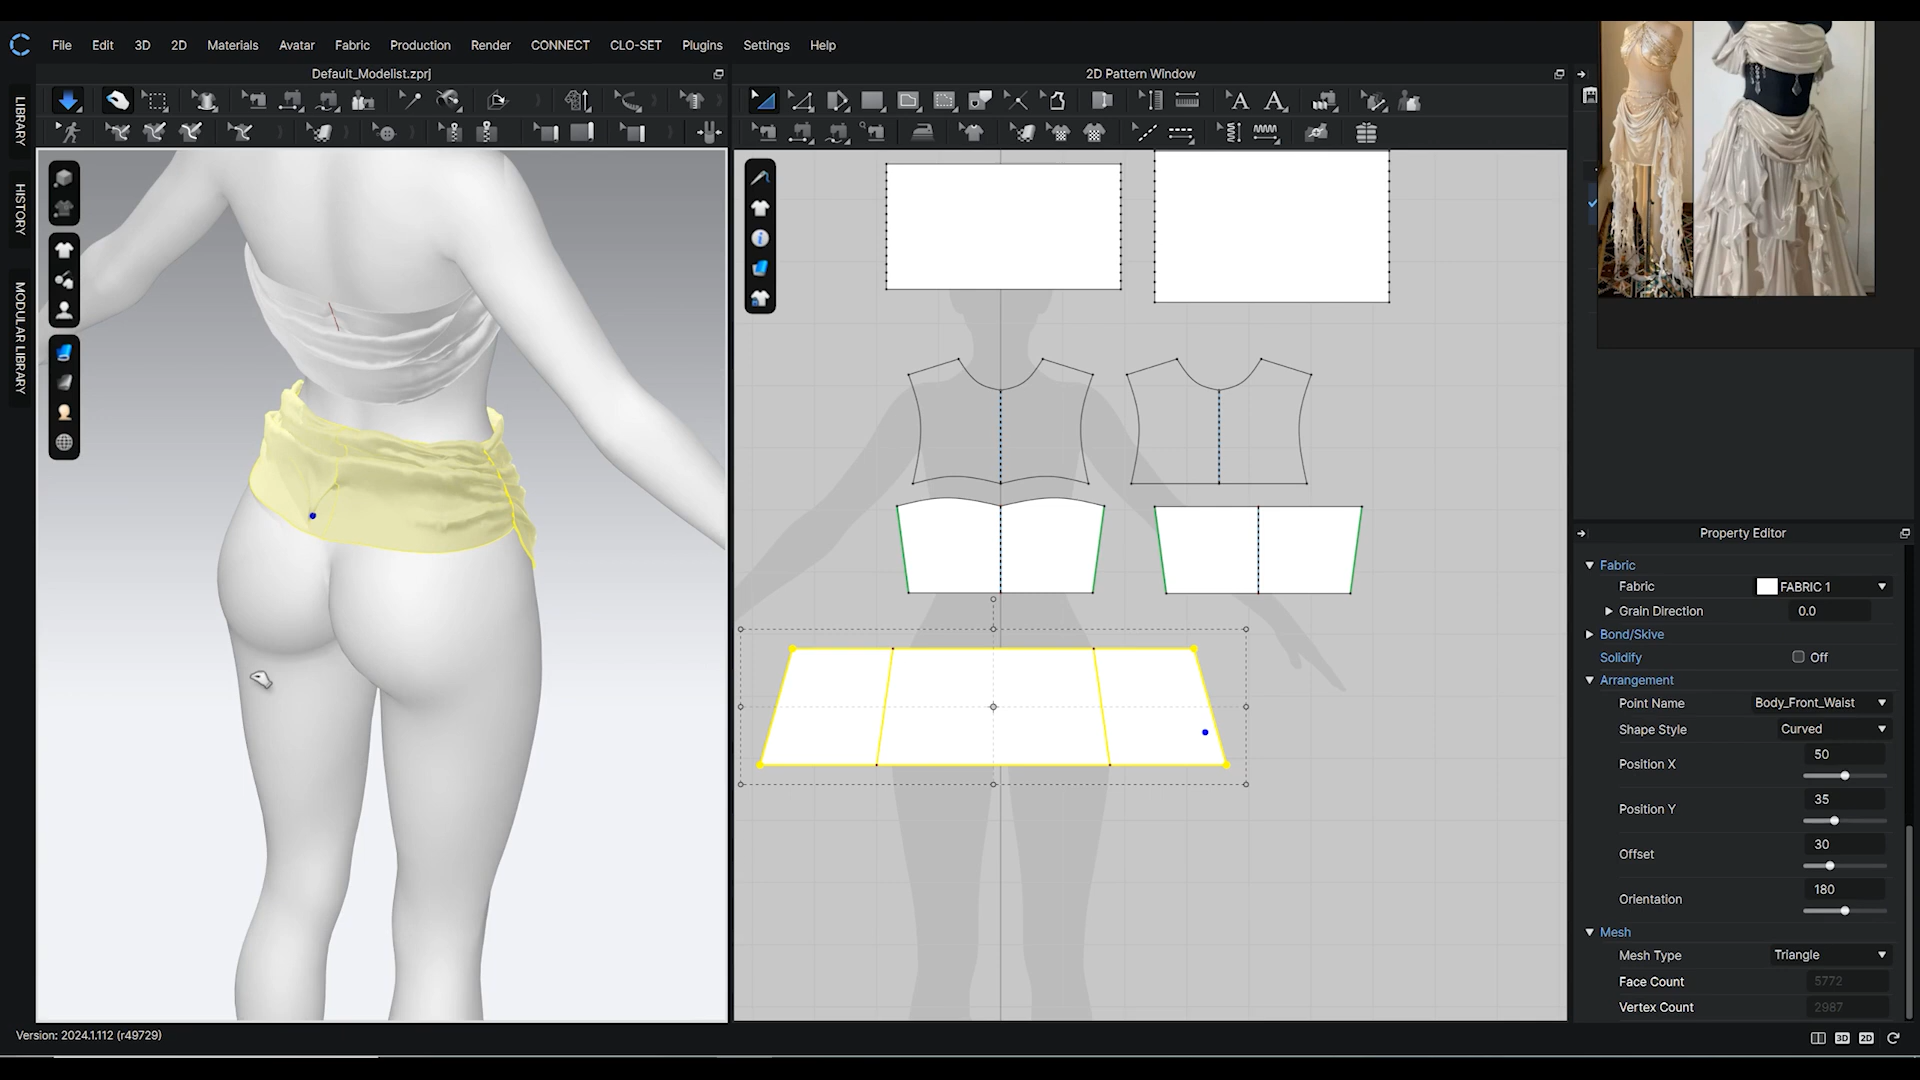 File Edit 3D 2D Materials Avatar Fabric Production Render CONNECT CLO-SET Plugins Settings Help
Default_Modelist.zprj
2D Pattern Window
LIBRARY
HISTORY
MODULAR LIBRARY
Property Editor
Fabric
Fabric FABRIC 1
Grain Direction 0.0
Bond/Skive
Solidify Off
Arrangement
Point Name Body_Front_Waist
Shape Style Curved
Position X 50
Position Y 35
Offset 30
Orientation 180
Mesh
Mesh Type Triangle
Face Count 5772
Vertex Count 2987
Version: 2024.1.112 (r49729)
3D 2D